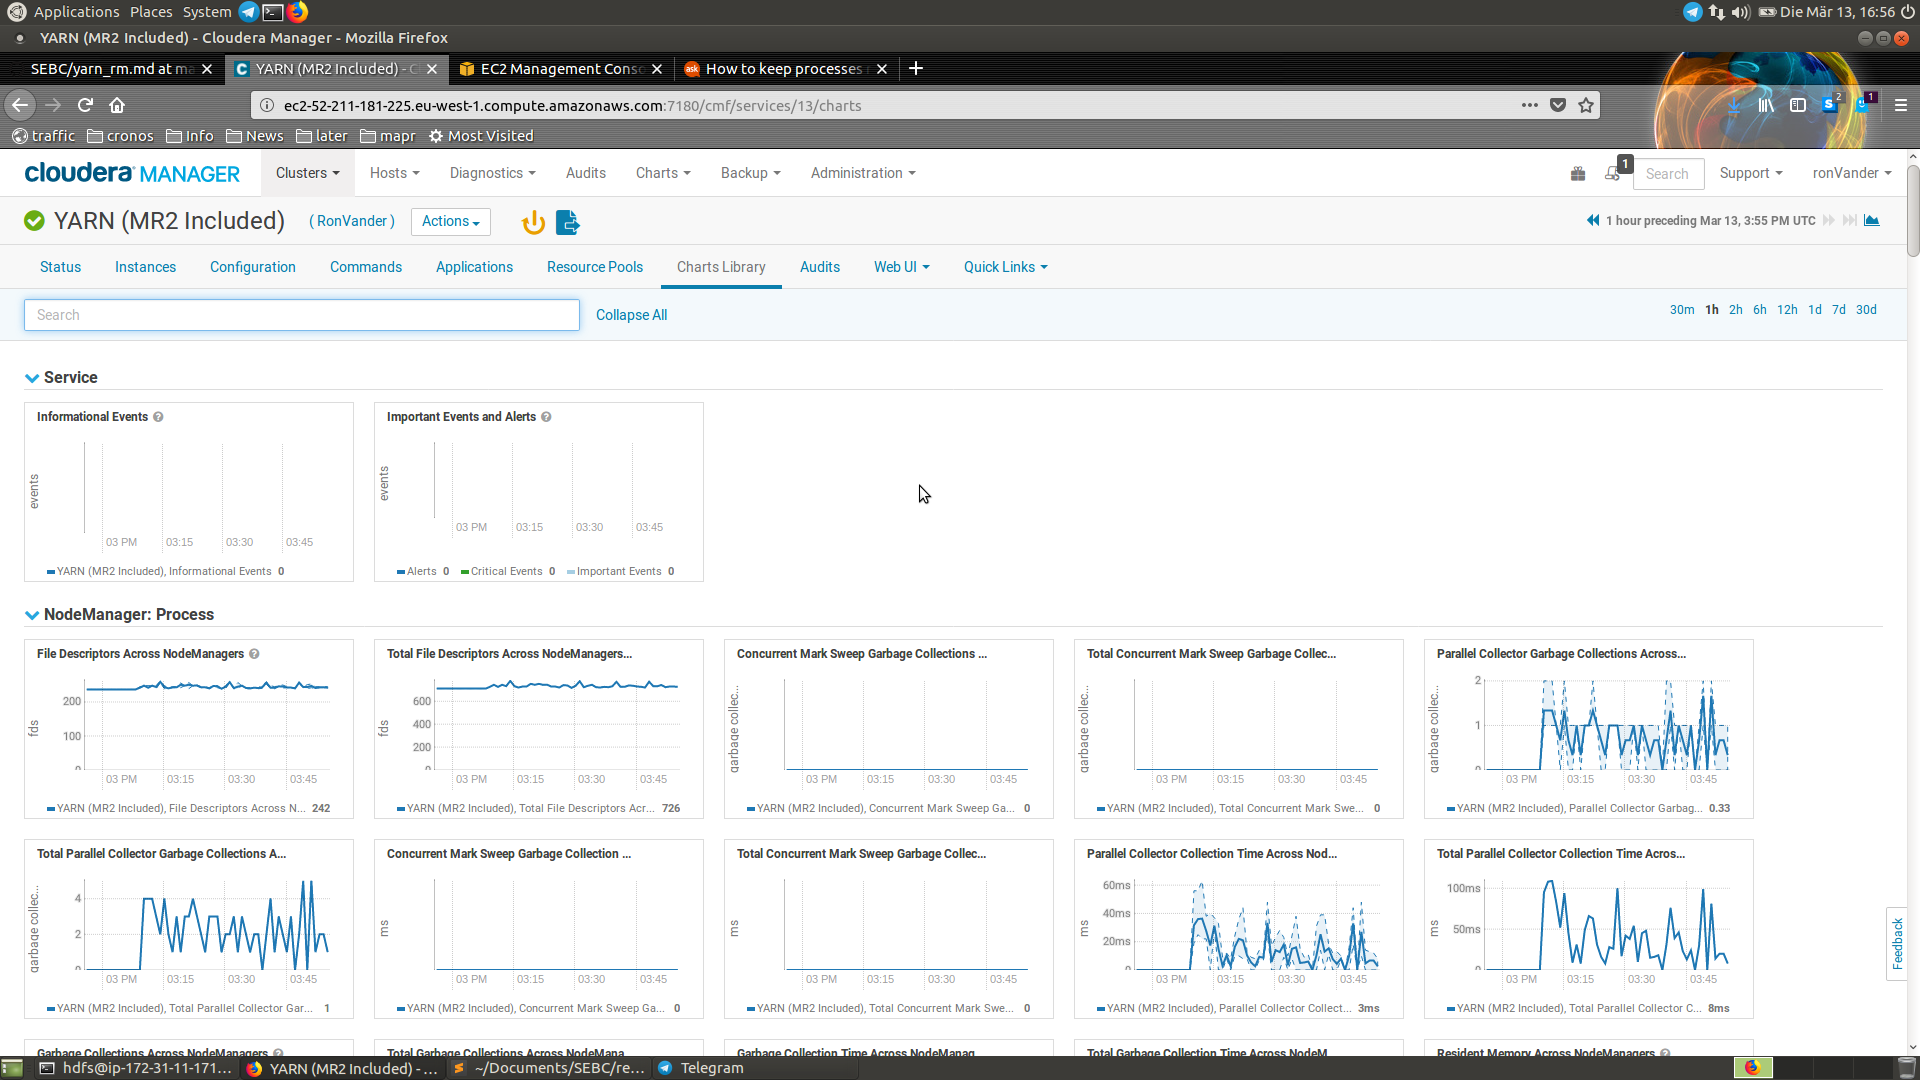 Applications Places System
Die Mär 13, 16:56
YARN (MR2 Included) - Cloudera Manager - Mozilla Firefox
SEBC/yarn_rm.md at ma
YARN (MR2 Included) - C
EC2 Management Conso
ask How to keep processes
ec2-52-211-181-225.eu-west-1.compute.amazonaws.com:7180/cmf/services/13/charts
2 1
traffic cronos Info News later mapr Most Visited
cloudera MANAGER Clusters Hosts Diagnostics Audits Charts Backup Administration 1 Search Support ronVander
YARN (MR2 Included) ( RonVander ) Actions
1 hour preceding Mar 13, 3:55 PM UTC
Status Instances Configuration Commands Applications Resource Pools Charts Library Audits Web UI Quick Links
Search Collapse All
30m 1h 2h 6h 12h 1d 7d 30d
Service
Informational Events
events
03 PM 03:15 03:30 03:45
YARN (MR2 Included), Informational Events 0
Important Events and Alerts
events
03 PM 03:15 03:30 03:45
Alerts 0 Critical Events 0 Important Events 0
NodeManager: Process
File Descriptors Across NodeManagers
fds
200
100
0
03 PM 03:15 03:30 03:45
YARN (MR2 Included), File Descriptors Across N... 242
Total File Descriptors Across NodeManagers...
fds
600
400
200
0
03 PM 03:15 03:30 03:45
YARN (MR2 Included), Total File Descriptors Acr... 726
Concurrent Mark Sweep Garbage Collections ...
garbage collec...
03 PM 03:15 03:30 03:45
YARN (MR2 Included), Concurrent Mark Sweep Ga... 0
Total Concurrent Mark Sweep Garbage Collec...
garbage collec...
03 PM 03:15 03:30 03:45
YARN (MR2 Included), Total Concurrent Mark Swe... 0
Parallel Collector Garbage Collections Across...
garbage collec...
2
1
0
03 PM 03:15 03:30 03:45
YARN (MR2 Included), Parallel Collector Garbag... 0.33
Total Parallel Collector Garbage Collections A...
garbage collec...
4
2
0
03 PM 03:15 03:30 03:45
YARN (MR2 Included), Total Parallel Collector Gar... 1
Concurrent Mark Sweep Garbage Collection ...
ms
03 PM 03:15 03:30 03:45
YARN (MR2 Included), Concurrent Mark Sweep Ga... 0
Total Concurrent Mark Sweep Garbage Collec...
ms
03 PM 03:15 03:30 03:45
YARN (MR2 Included), Total Concurrent Mark Swe... 0
Parallel Collector Collection Time Across Nod...
ms
60ms
40ms
20ms
0
03 PM 03:15 03:30 03:45
YARN (MR2 Included), Parallel Collector Collect... 3ms
Total Parallel Collector Collection Time Acros...
ms
100ms
50ms
0
03 PM 03:15 03:30 03:45
YARN (MR2 Included), Total Parallel Collector C... 8ms
Feedback
Garbage Collections Across NodeManagers
Total Garbage Collections Across NodeMana
Garbage Collection Time Across NodeManag
Total Garbage Collection Time Across NodeM
Resident Memory Across NodeManagers
hdfs@ip-172-31-11-171... YARN (MR2 Included) - ... ~/Documents/SEBC/re... Telegram